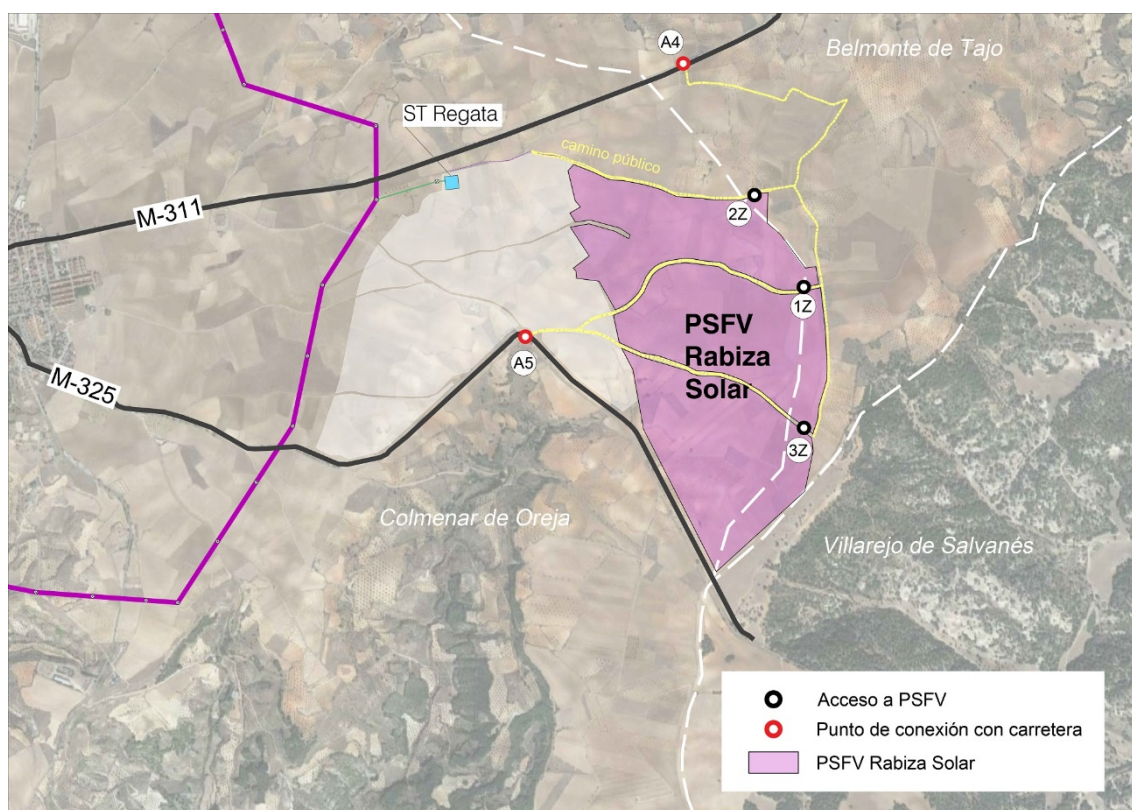 A4
Belmonte de Tajo
ST Regata
camino público
M-311
2Z
1Z
PSFV
Rabiza
Solar
A5
M-325
3Z
Colmenar de Oreja
Villarejo de Salvanés
Acceso a PSFV
Punto de conexión con carretera
PSFV Rabiza Solar